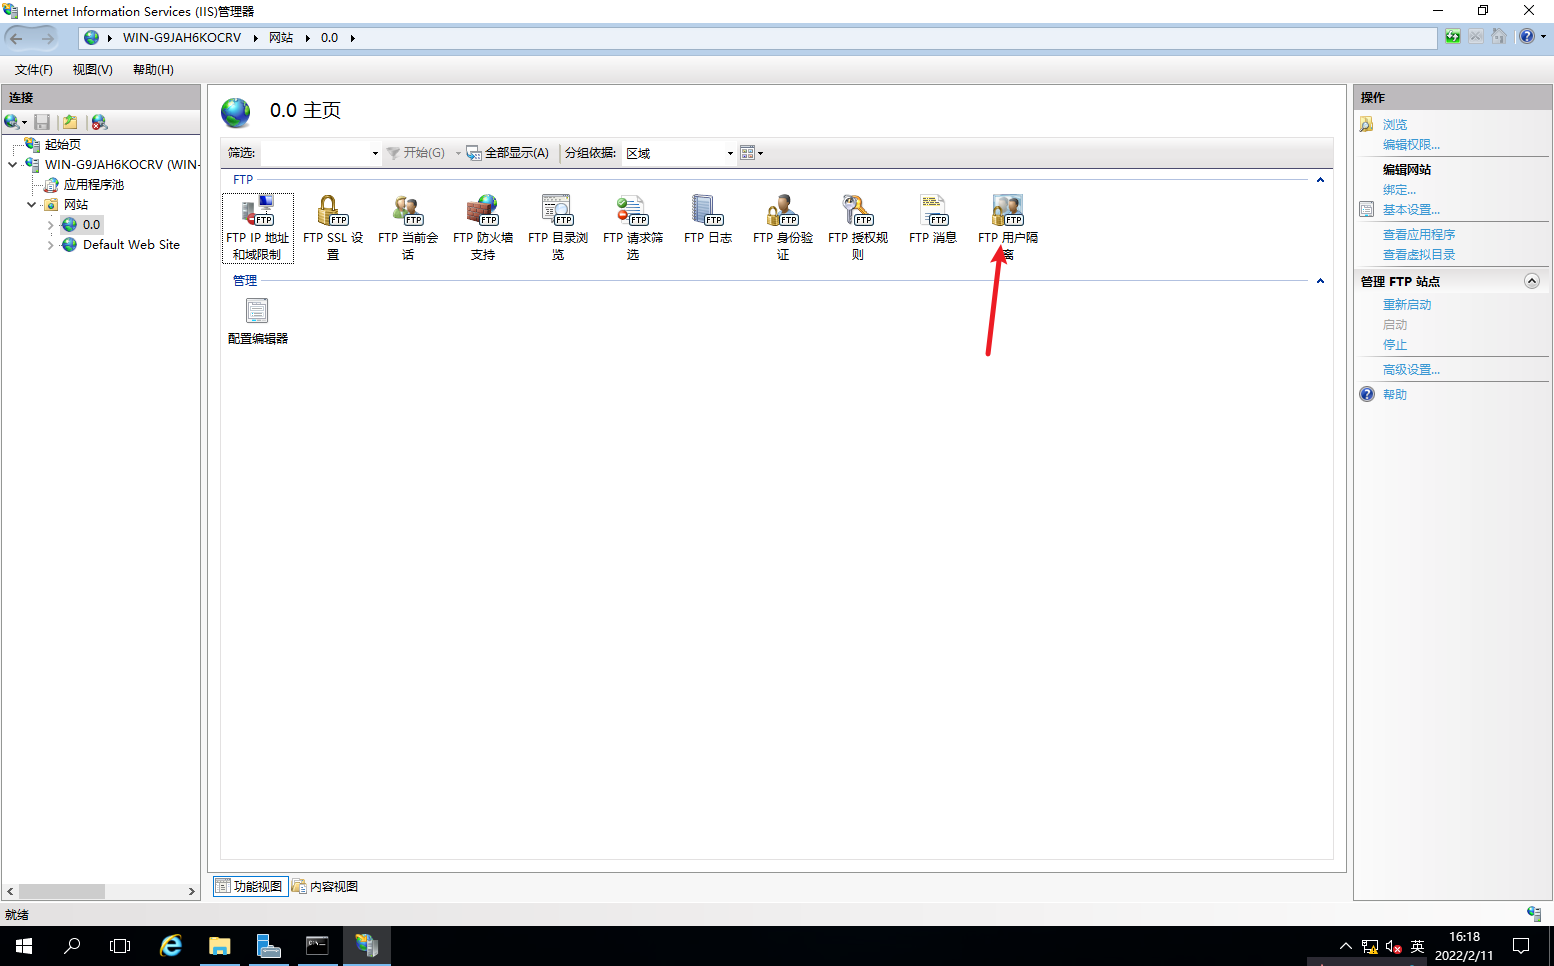 Internet Information Services (IIS)管理器
WIN-G9JAH6KOCRV
网站
0.0
文件(F)
视图(V)
帮助(H)
连接
起始页
WIN-G9JAH6KOCRV (WIN-
应用程序池
网站
0.0
Default Web Site
0.0 主页
筛选:
开始(G)
全部显示(A)
分组依据:
区域
FTP
FTP IP 地址
和域限制
FTP SSL 设
置
FTP 当前会
话
FTP 防火墙
支持
FTP 目录浏
览
FTP 请求筛
选
FTP 日志
FTP 身份验
证
FTP 授权规
则
FTP 消息
FTP 用户隔
离
管理
配置编辑器
功能视图
内容视图
操作
浏览
编辑权限...
编辑网站
绑定...
基本设置...
查看应用程序
查看虚拟目录
管理 FTP 站点
重新启动
启动
停止
高级设置...
帮助
就绪
英
16:18
2022/2/11